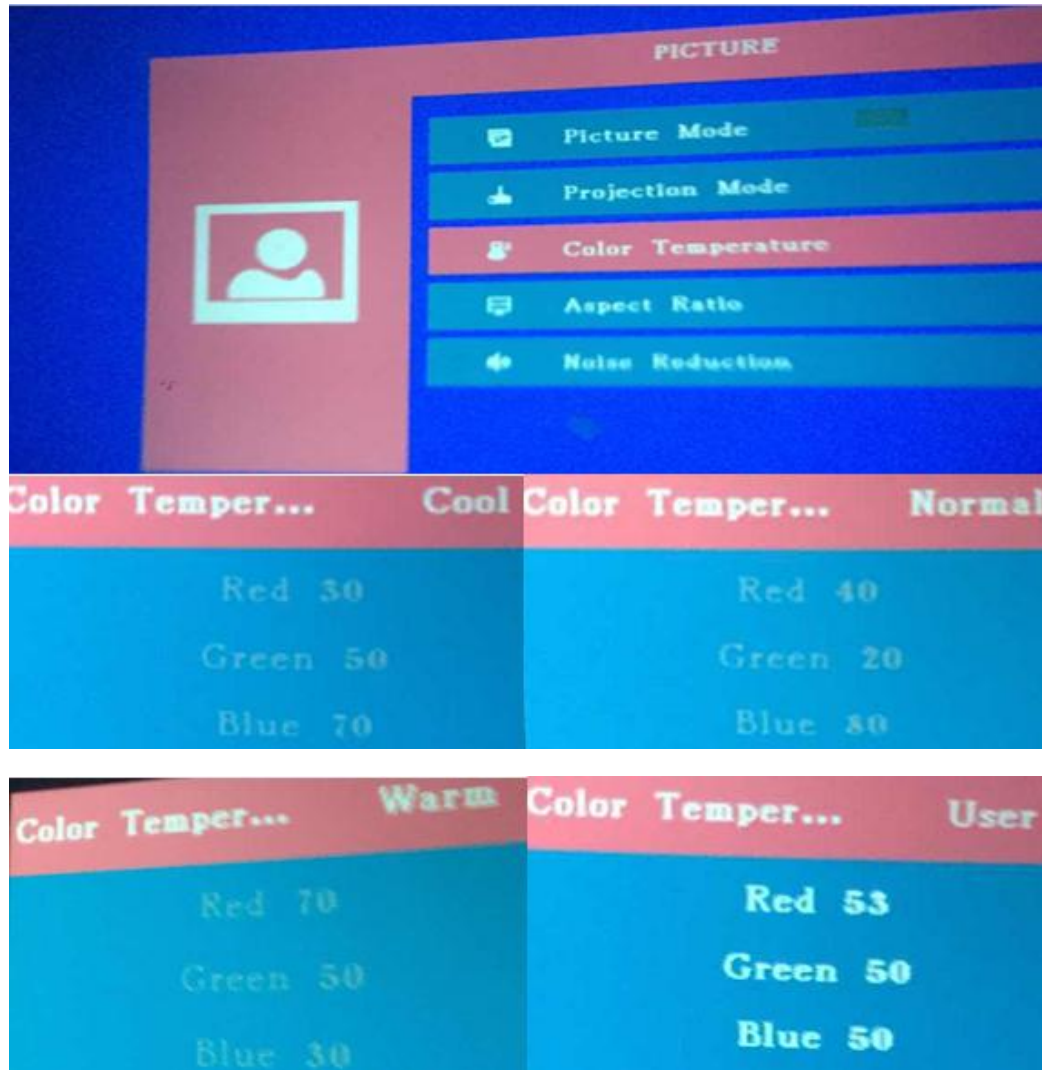 PICTURE
Picture Mode
Projection Mode
Color Temperature
Aspect Ratio
Noise Reduction
Color Temper... Cool
Red 30
Green 50
Blue 70
Color Temper... Normal
Red 40
Green 20
Blue 80
Color Temper... Warm
Red 70
Green 50
Blue 30
Color Temper... User
Red 53
Green 50
Blue 50